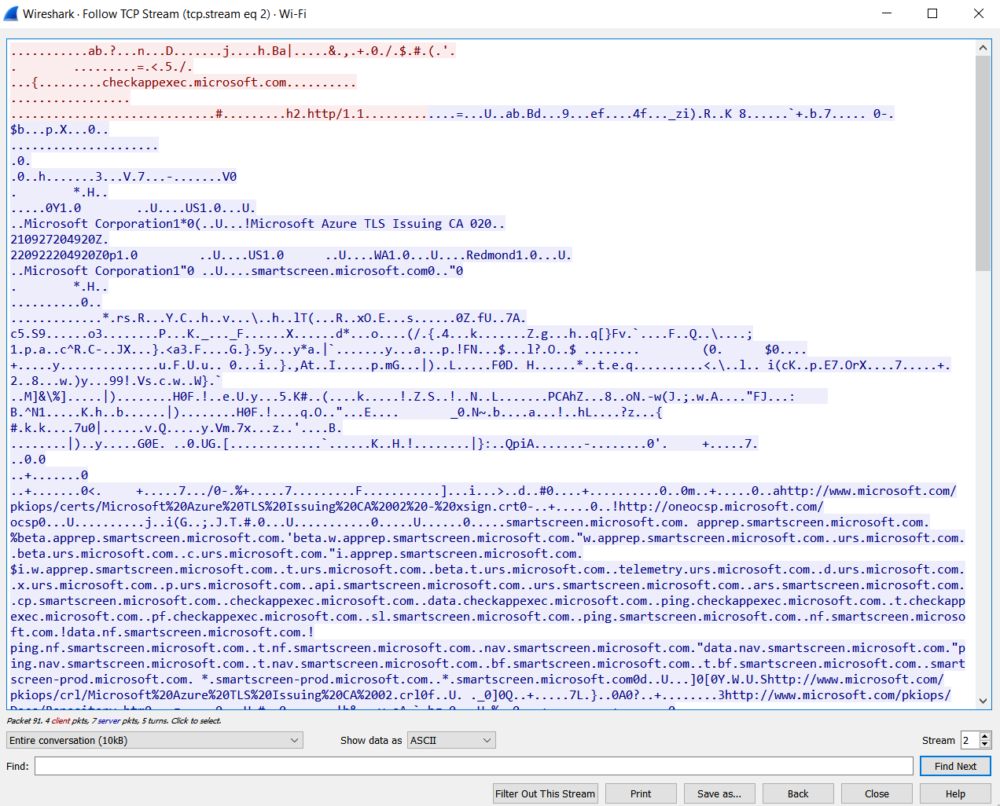 Wireshark · Follow TCP Stream (tcp.stream eq 2) · Wi-Fi
...........ab.?...n...D.......j....h.Ba|.....&.,.+.0./.$.#.(.'.
.        .........=.<.5./.
...{.........checkappexec.microsoft.com..........
.................
.............................#.........h2.http/1.1.............=...U..ab.Bd...9...ef....4f..._zi).R..K 8......`+.b.7..... 0-.
$b...p.X...0..
.....................
.0.
.0..h.......3...V.7...-.......V0
.        *.H..
.....0Y1.0        ..U....US1.0...U.
..Microsoft Corporation1*0(..U...!Microsoft Azure TLS Issuing CA 020..
210927204920Z.
220922204920Z0p1.0         ..U....US1.0      ..U....WA1.0...U....Redmond1.0...U.
..Microsoft Corporation1"0 ..U....smartscreen.microsoft.com0.."0
.        *.H..
..........0..
.............*.rs.R...Y.C..h..v...\..h..lT(...R..xO.E...s......0Z.fU..7A.
c5.S9......o3........P...K._..._F......X......d*...o....(/.{.4...k.......Z.g...h..q[}Fv.`....F..Q..\....;
1.p.a..c^R.C-..JX...}.<a3.F....G.}.5y...y*a.|`.......y...a...p.!FN...$...l?.O..$ ........         (0.      $0....
+.....y..............u.F.U.u.. 0...i..}.,At..I.....p.mG...|)..L.....F0D. H......*..t.e.q..........<.\..l.. i(cK..p.E7.OrX....7.....+.
2..8...w.)y...99!.Vs.c.w..W}.`
..M]&\%].....|)........H0F.!..e.U.y...5.K#..(....k.....!.Z.S..!..N..L.......PCAhZ...8..oN.-w(J.;.w.A...."FJ...:
B.^N1.....K.h..b......|)........H0F.!....q.O.."...E....       _0.N~.b....a...!..hL....?z...{
#.k.k....7u0|......v.Q.....y.Vm.7x...z..'....B.
........|)..y.....G0E. ..0.UG.[.............`......K..H.!........|}:..QpiA.......-........0'.     +.....7.
..0.0
..+.......0
..+.......0<.     +.....7.../0-.%+.....7.........F...........]...i...>..d..#0....+..........0..0m..+.....0..ahttp://www.microsoft.com/
pkiops/certs/Microsoft%20Azure%20TLS%20Issuing%20CA%2002%20-%20xsign.crt0-..+.....0..!http://oneocsp.microsoft.com/
ocsp0...U..........j..i(G..;.J.T.#.0...U...........0.....U......0.....smartscreen.microsoft.com. apprep.smartscreen.microsoft.com.
%beta.apprep.smartscreen.microsoft.com.'beta.w.apprep.smartscreen.microsoft.com."w.apprep.smartscreen.microsoft.com..urs.microsoft.com.
.beta.urs.microsoft.com..c.urs.microsoft.com."i.apprep.smartscreen.microsoft.com.
$i.w.apprep.smartscreen.microsoft.com..t.urs.microsoft.com..beta.t.urs.microsoft.com..telemetry.urs.microsoft.com..d.urs.microsoft.com.
.x.urs.microsoft.com..p.urs.microsoft.com..api.smartscreen.microsoft.com..urs.smartscreen.microsoft.com..ars.smartscreen.microsoft.com.
.cp.smartscreen.microsoft.com..checkappexec.microsoft.com..data.checkappexec.microsoft.com..ping.checkappexec.microsoft.com..t.checkapp
exec.microsoft.com..pf.checkappexec.microsoft.com..sl.smartscreen.microsoft.com..ping.smartscreen.microsoft.com..nf.smartscreen.microso
ft.com.!data.nf.smartscreen.microsoft.com.!
ping.nf.smartscreen.microsoft.com..t.nf.smartscreen.microsoft.com..nav.smartscreen.microsoft.com."data.nav.smartscreen.microsoft.com."p
ing.nav.smartscreen.microsoft.com..t.nav.smartscreen.microsoft.com..bf.smartscreen.microsoft.com..t.bf.smartscreen.microsoft.com..smart
screen-prod.microsoft.com. *.smartscreen-prod.microsoft.com..*.smartscreen.microsoft.com0d..U...]0[0Y.W.U.Shttp://www.microsoft.com/
pkiops/crl/Microsoft%20Azure%20TLS%20Issuing%20CA%2002.crl0f..U. ._0]0Q..+.....7L.}..0A0?..+........3http://www.microsoft.com/pkiops/
Packet 91. 4 client pkts, 7 server pkts, 5 turns. Click to select.
Entire conversation (10kB) Show data as ASCII Stream 2
Find: Find Next
Filter Out This Stream Print Save as... Back Close Help